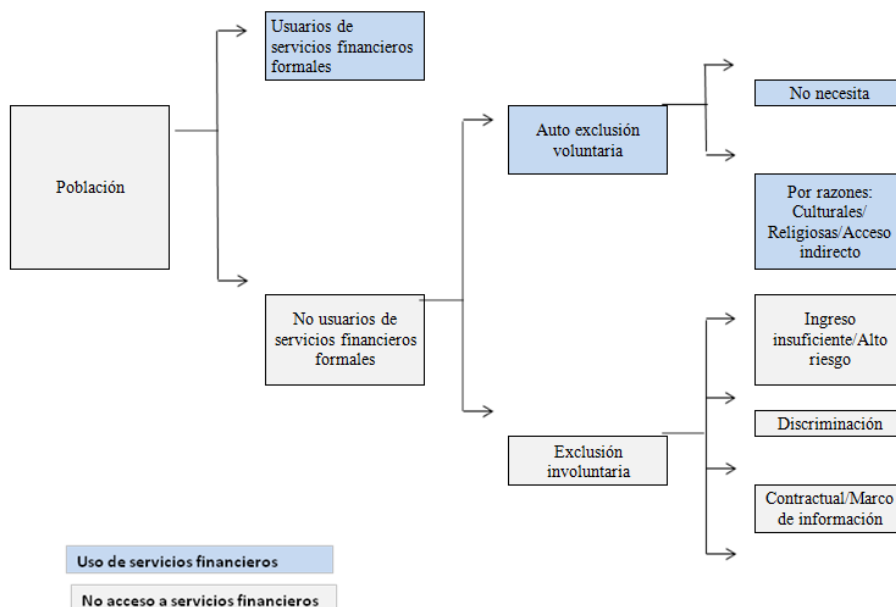 Usuarios de
servicios financieros
formales
No necesita
Auto exclusión
voluntaria
Población
Por razones:
Culturales/
Religiosas/Acceso
indirecto
No usuarios de
servicios financieros
formales
Ingreso
insuficiente/Alto
riesgo
Discriminación
Exclusión
involuntaria
Contractual/Marco
de información
Uso de servicios financieros
No acceso a servicios financieros